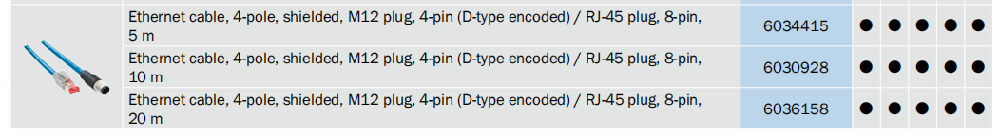 Ethernet cable, 4-pole, shielded, M12 plug, 4-pin (D-type encoded) / RJ-45 plug, 8-pin,
5 m
6034415 ● ● ● ● ●
Ethernet cable, 4-pole, shielded, M12 plug, 4-pin (D-type encoded) / RJ-45 plug, 8-pin,
10 m
6030928 ● ● ● ● ●
Ethernet cable, 4-pole, shielded, M12 plug, 4-pin (D-type encoded) / RJ-45 plug, 8-pin,
20 m
6036158 ● ● ● ● ●